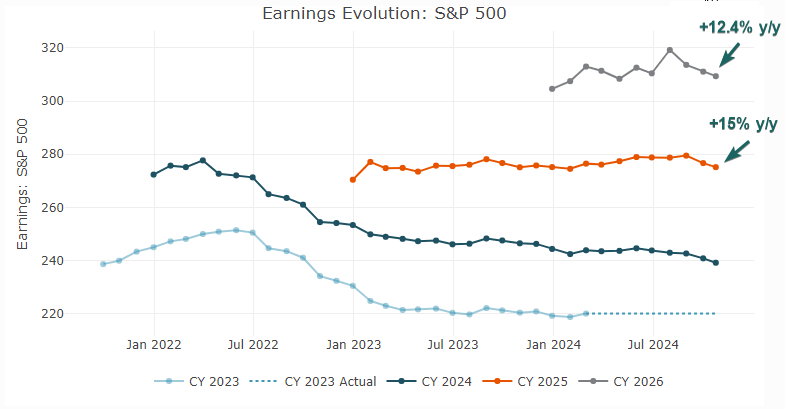 Earnings Evolution: S&P 500
+12.4% y/y
+15% y/y
Earnings: S&P 500
320
300
280
260
240
220
Jan 2022 Jul 2022 Jan 2023 Jul 2023 Jan 2024 Jul 2024
CY 2023 CY 2023 Actual CY 2024 CY 2025 CY 2026